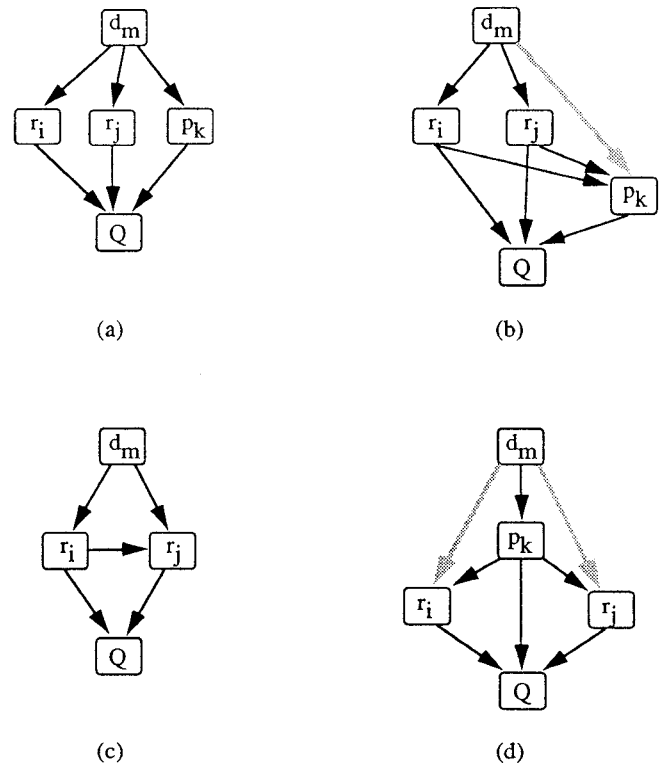 d_m
r_i r_j p_k
Q
(a)
d_m
r_i r_j
p_k
Q
(b)
d_m
r_i r_j
Q
(c)
d_m
p_k
r_i r_j
Q
(d)